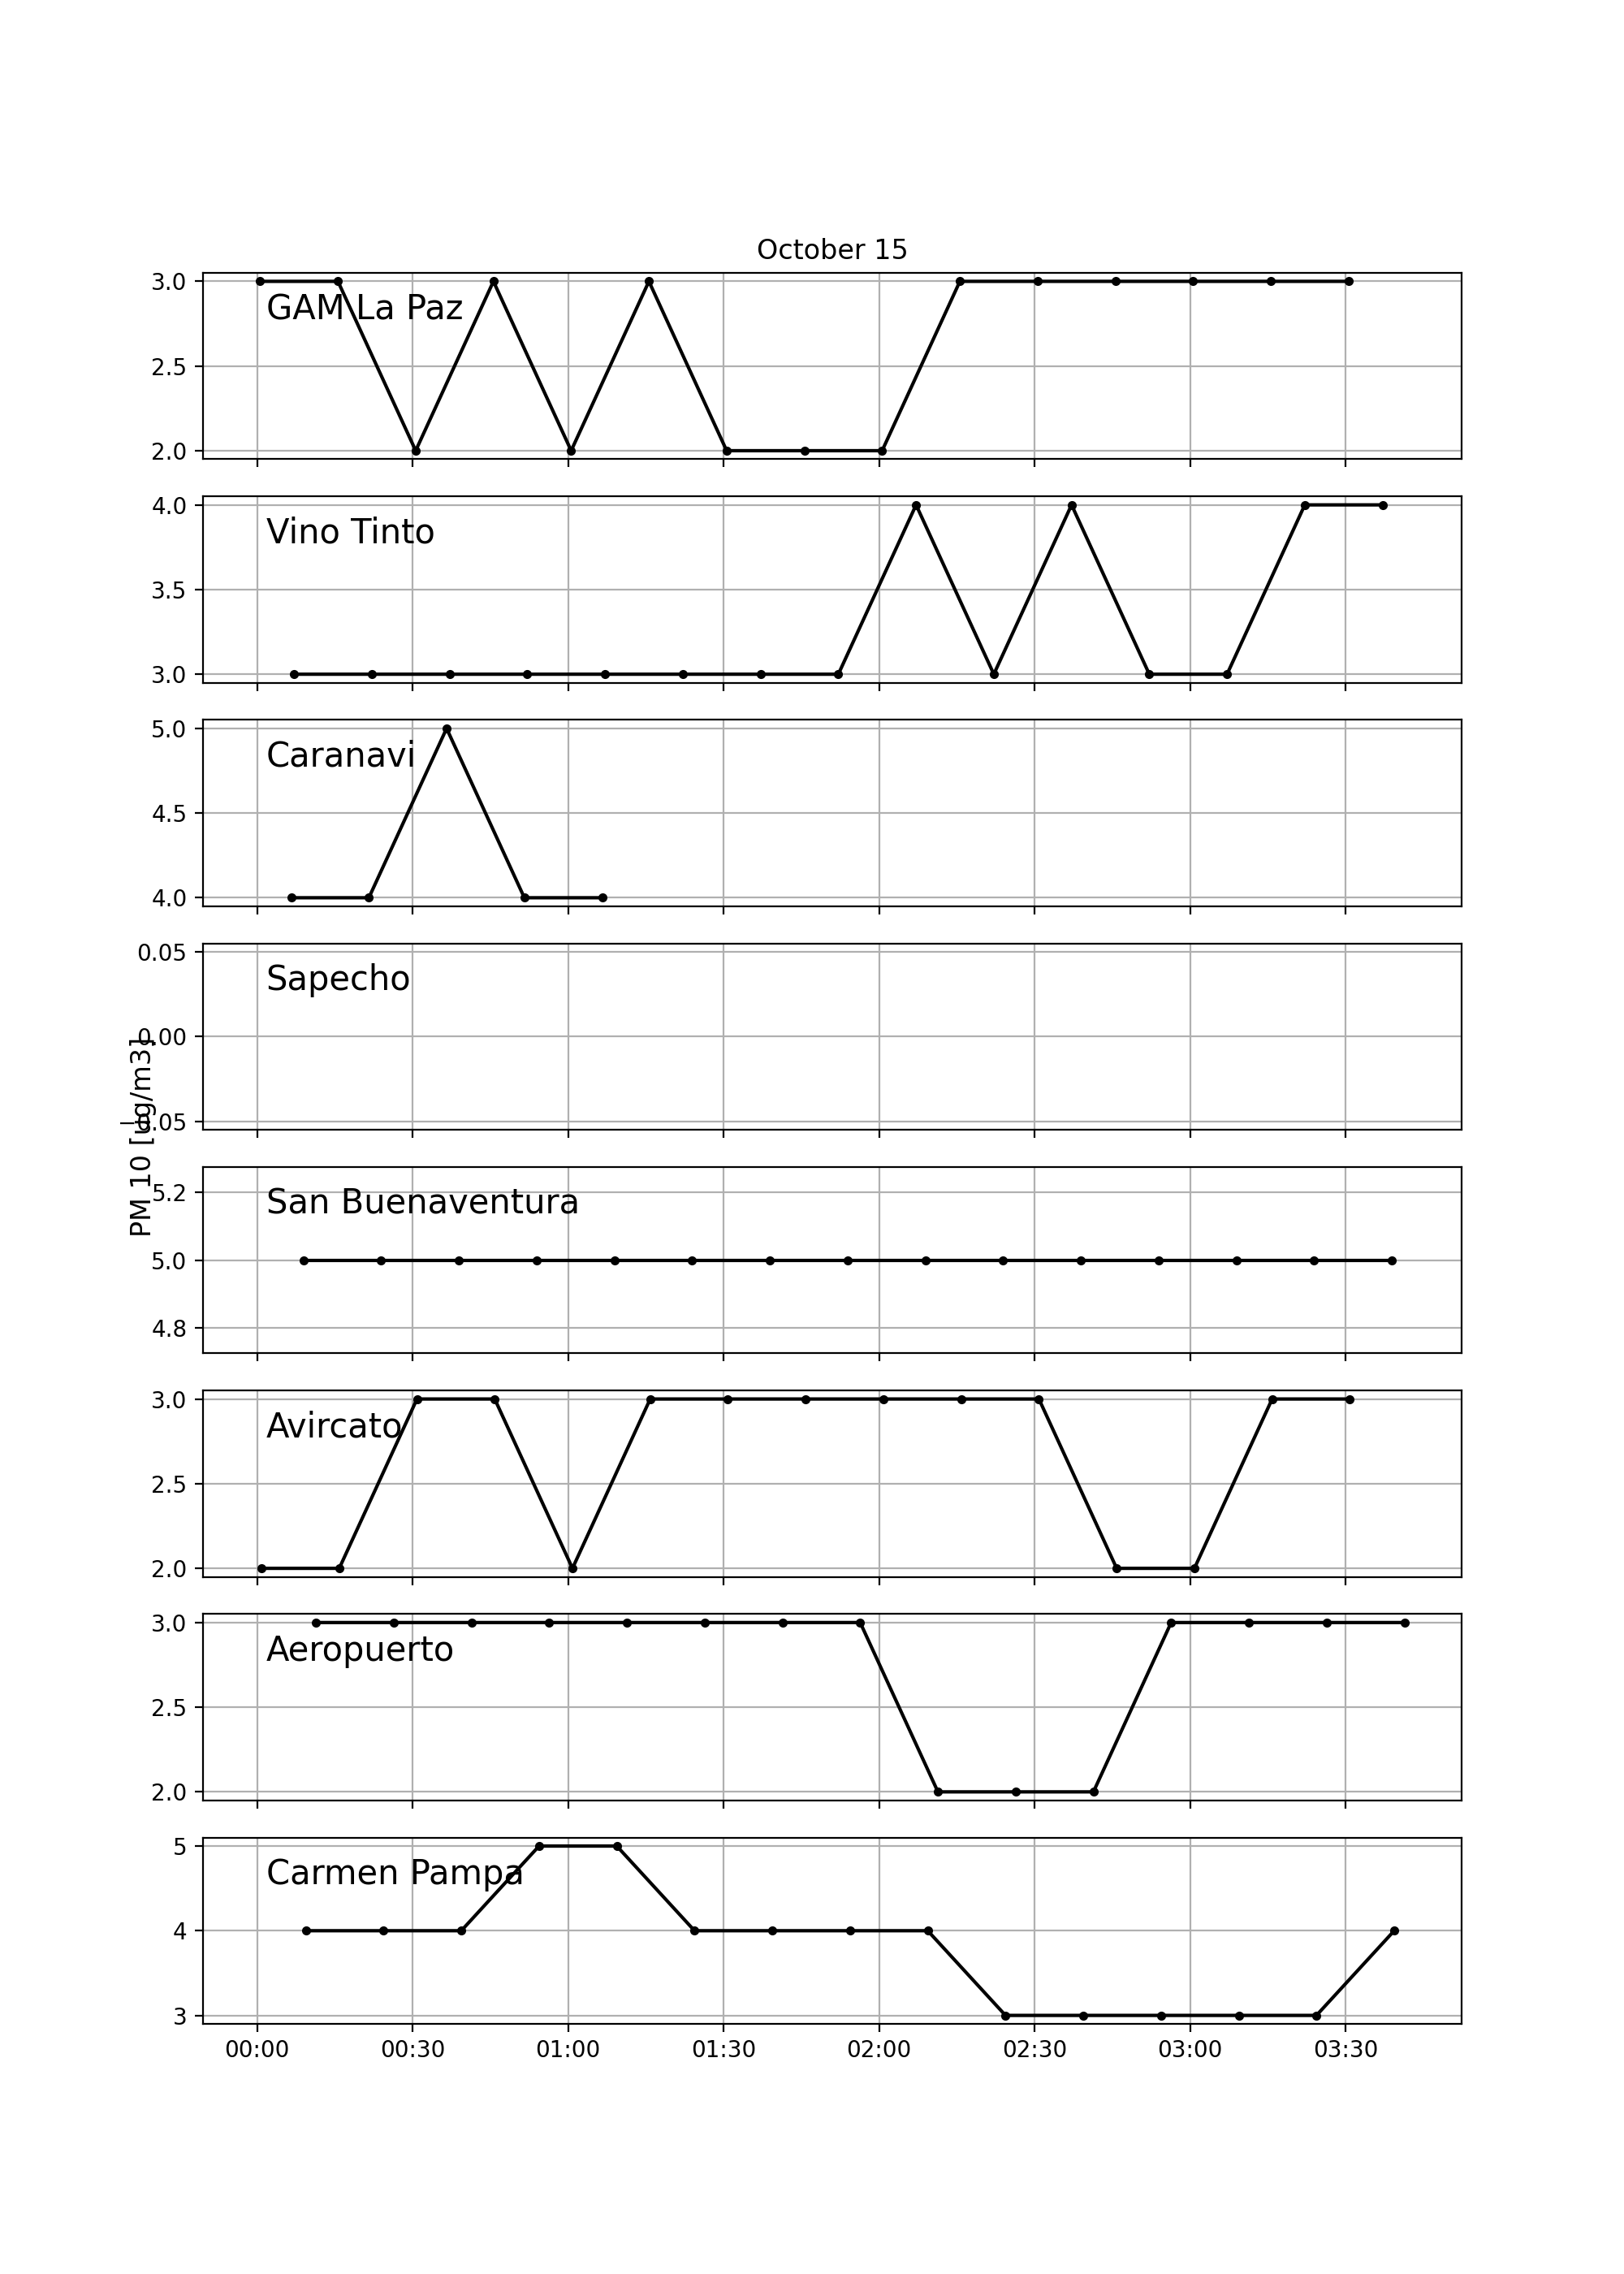 October 15
3.0
GAM La Paz
2.5
2.0
4.0
Vino Tinto
3.5
3.0
5.0
Caranavi
4.5
4.0
0.05
Sapecho
0.00
−0.05
PM 10 [ug/m3]
5.2
San Buenaventura
5.0
4.8
3.0
Avircato
2.5
2.0
3.0
Aeropuerto
2.5
2.0
5
Carmen Pampa
4
3
00:00 00:30 01:00 01:30 02:00 02:30 03:00 03:30